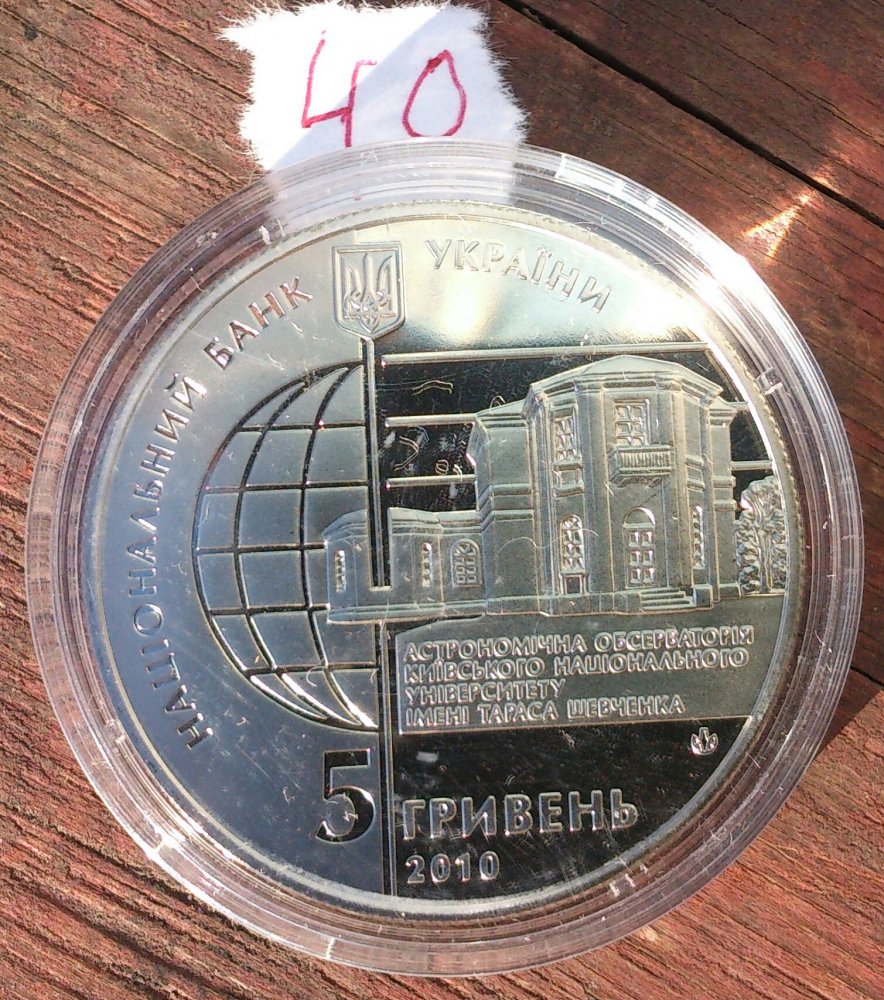 40
НАЦІОНАЛЬНИЙ БАНК УКРАЇНИ
АСТРОНОМІЧНА ОБСЕРВАТОРІЯ
КИЇВСЬКОГО НАЦІОНАЛЬНОГО
УНІВЕРСИТЕТУ
ІМЕНІ ТАРАСА ШЕВЧЕНКА
5 ГРИВЕНЬ
2010